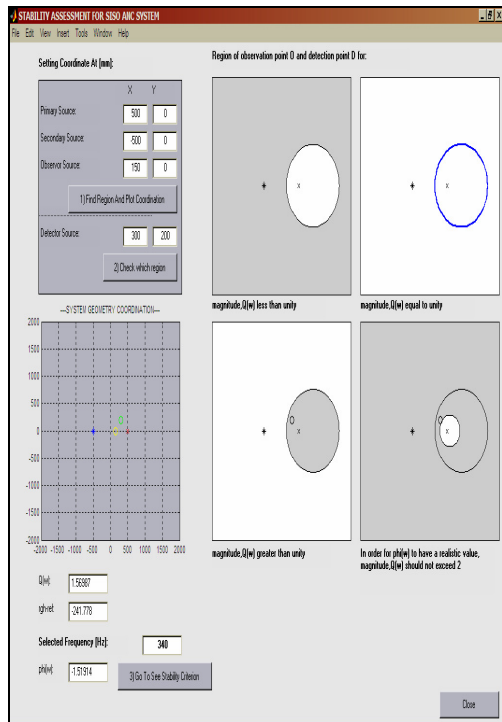 STABILITY ASSESSMENT FOR SISO ANC SYSTEM
File Edit View Insert Tools Window Help
Setting Coordinate At [mm]:
X Y
Primary Source: 500 0
Secondary Source: -500 0
Observor Source: 150 0
1) Find Region And Plot Coordination
Detector Source: 300 200
2) Check which region
Region of observation point O and detection point D for:
magnitude,Q(w) less than unity
magnitude,Q(w) equal to unity
---SYSTEM GEOMETRY COORDINATION---
2000
1500
1000
500
0
-500
-1000
-1500
-2000
-2000 -1500 -1000 -500 0 500 1000 1500 2000
magnitude,Q(w) greater than unity
In order for phi(w) to have a realistic value,
magnitude,Q(w) should not exceed 2
Q(w): 1.56987
rgh-ref: -241.778
Selected Frequency [Hz]: 340
phi(w): -1.51914
3) Go To See Stability Criterion
Close